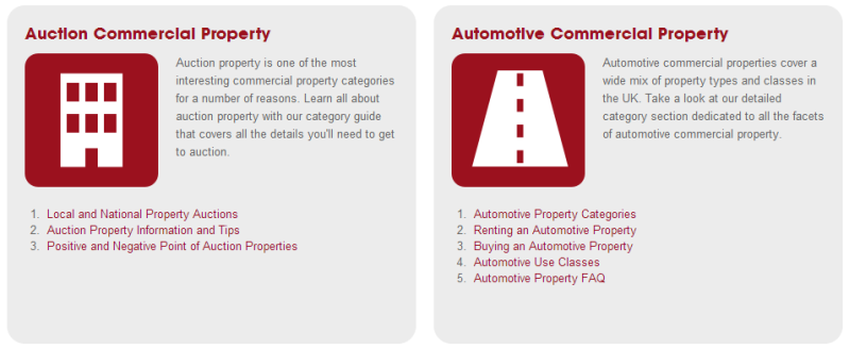 Auction Commercial Property
Auction property is one of the most
interesting commercial property categories
for a number of reasons. Learn all about
auction property with our category guide
that covers all the details you'll need to get
to auction.
1. Local and National Property Auctions
2. Auction Property Information and Tips
3. Positive and Negative Point of Auction Properties
Automotive Commercial Property
Automotive commercial properties cover a
wide mix of property types and classes in
the UK. Take a look at our detailed
category section dedicated to all the facets
of automotive commercial property.
1. Automotive Property Categories
2. Renting an Automotive Property
3. Buying an Automotive Property
4. Automotive Use Classes
5. Automotive Property FAQ